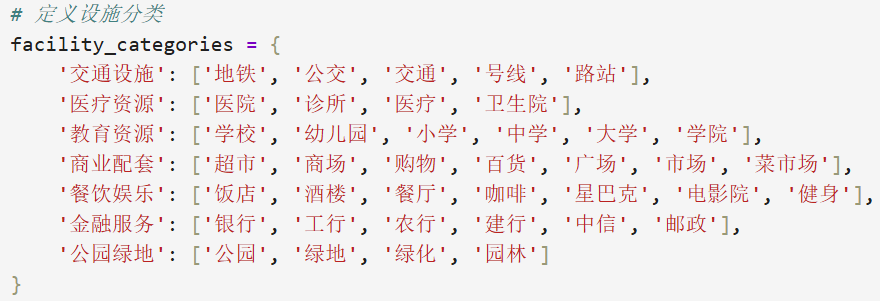 # 定义设施分类
facility_categories = {
    '交通设施': ['地铁', '公交', '交通', '号线', '路站'],
    '医疗资源': ['医院', '诊所', '医疗', '卫生院'],
    '教育资源': ['学校', '幼儿园', '小学', '中学', '大学', '学院'],
    '商业配套': ['超市', '商场', '购物', '百货', '广场', '市场', '菜市场'],
    '餐饮娱乐': ['饭店', '酒楼', '餐厅', '咖啡', '星巴克', '电影院', '健身'],
    '金融服务': ['银行', '工行', '农行', '建行', '中信', '邮政'],
    '公园绿地': ['公园', '绿地', '绿化', '园林']
}